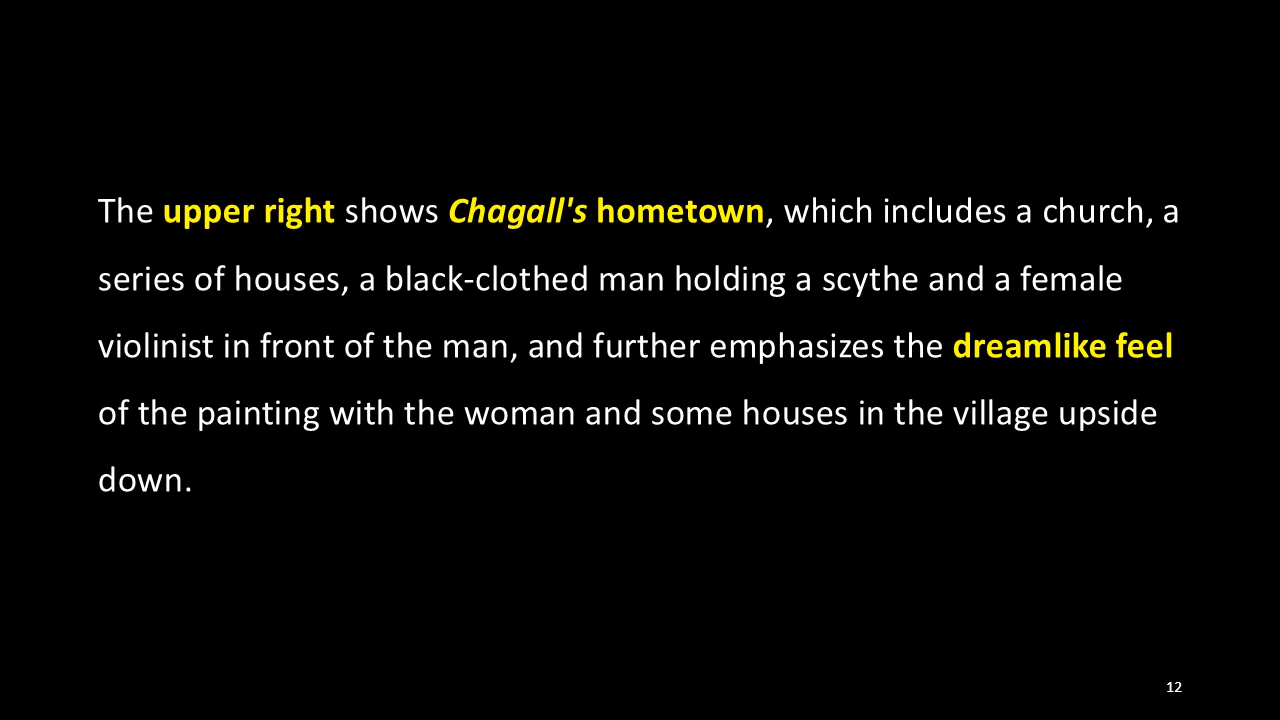 The upper right shows Chagall's hometown, which includes a church, a
series of houses, a black-clothed man holding a scythe and a female
violinist in front of the man, and further emphasizes the dreamlike feel
of the painting with the woman and some houses in the village upside
down.
12